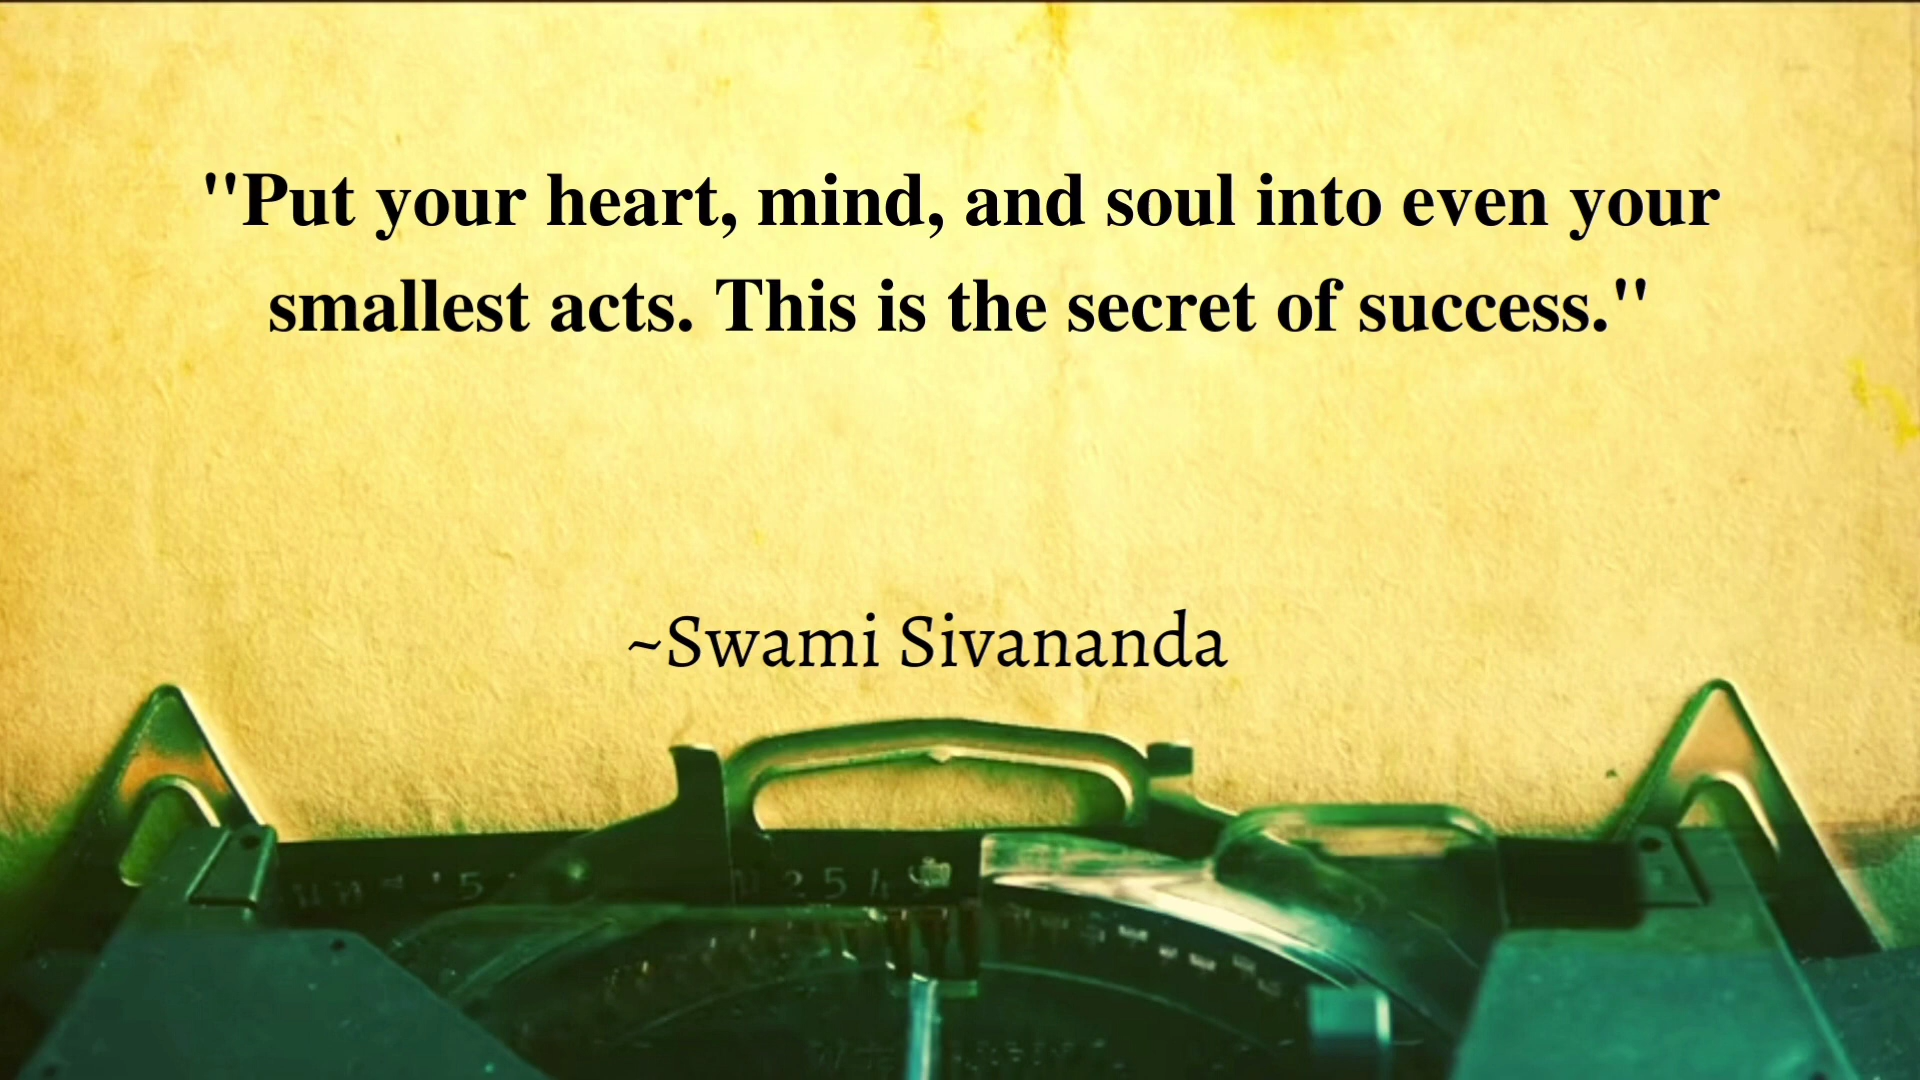 "Put your heart, mind, and soul into even your
smallest acts. This is the secret of success."
~Swami Sivananda
254